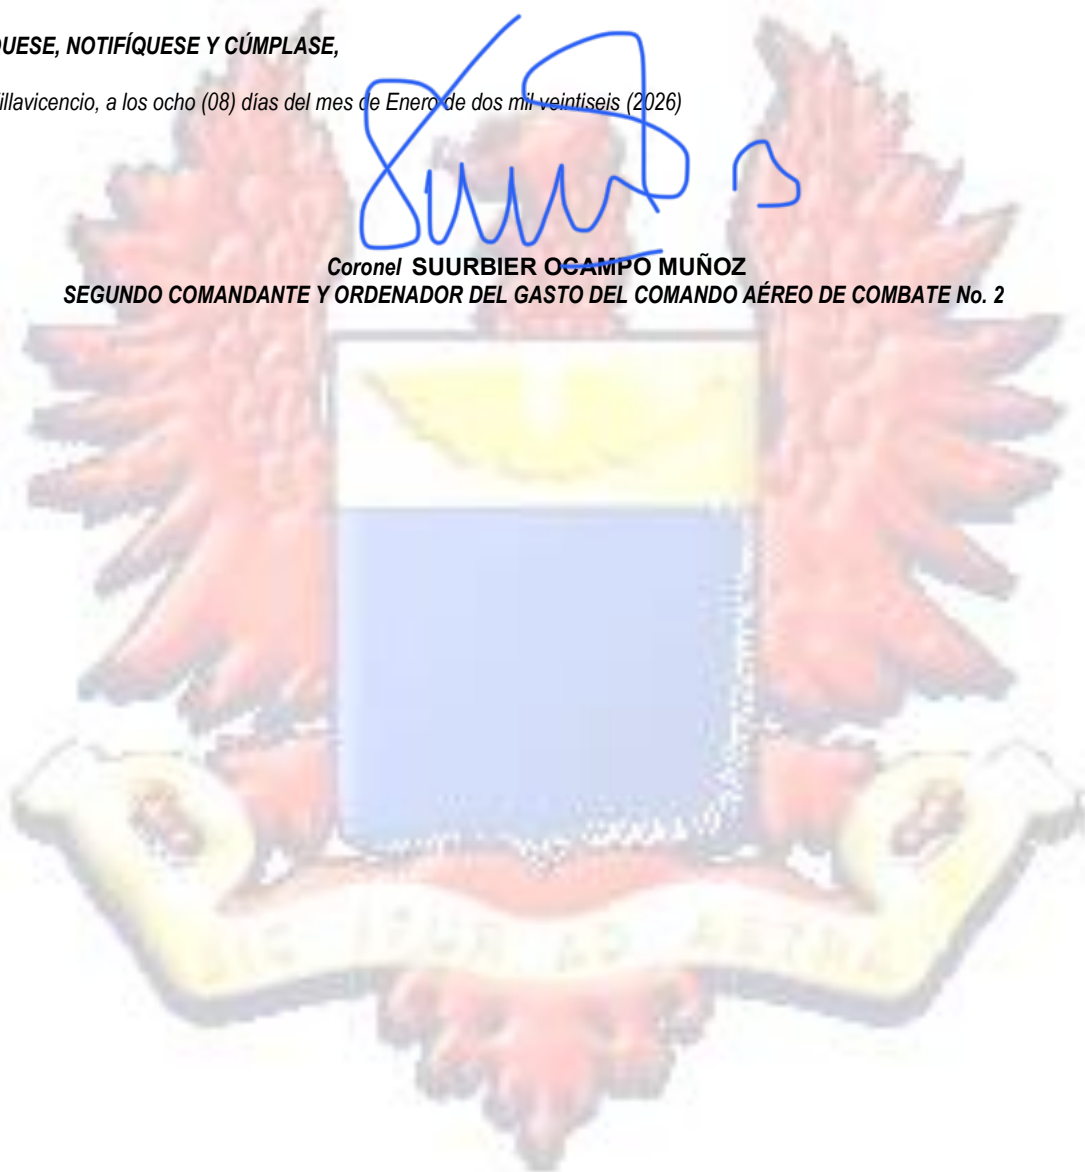 UESE, NOTIFÍQUESE Y CÚMPLASE,
illavicencio, a los ocho (08) días del mes de Enero de dos mil veintiseis (2026)
Coronel SUURBIER OCAMPO MUÑOZ
SEGUNDO COMANDANTE Y ORDENADOR DEL GASTO DEL COMANDO AÉREO DE COMBATE No. 2